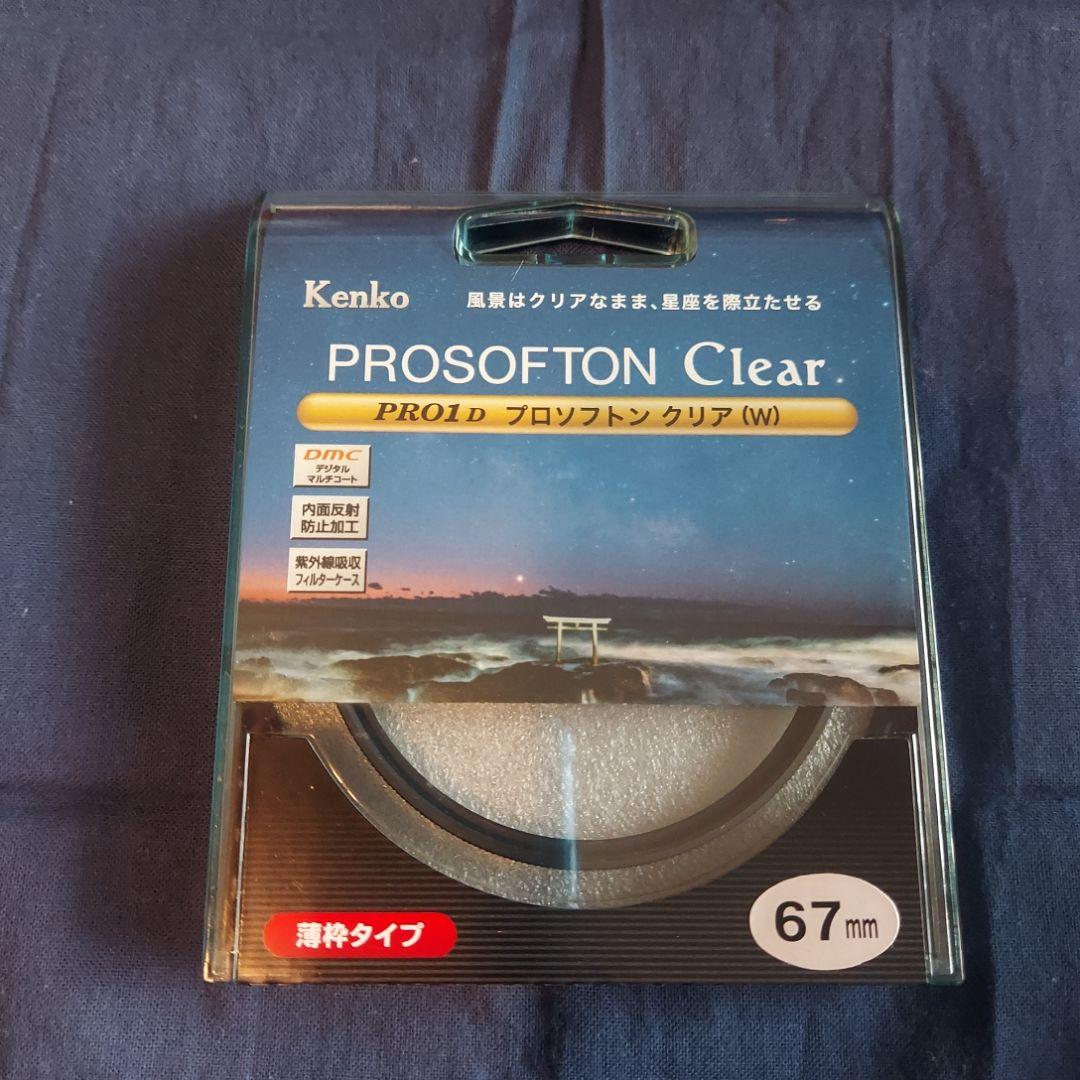 Kenko
風景はクリアなまま、星座を際立たせる
PROSOFTON Clear
PRO1D プロソフトン クリア(W)
DMC
デジタル
マルチコート
内面反射
防止加工
紫外線吸収
フィルターケース
薄枠タイプ
67mm